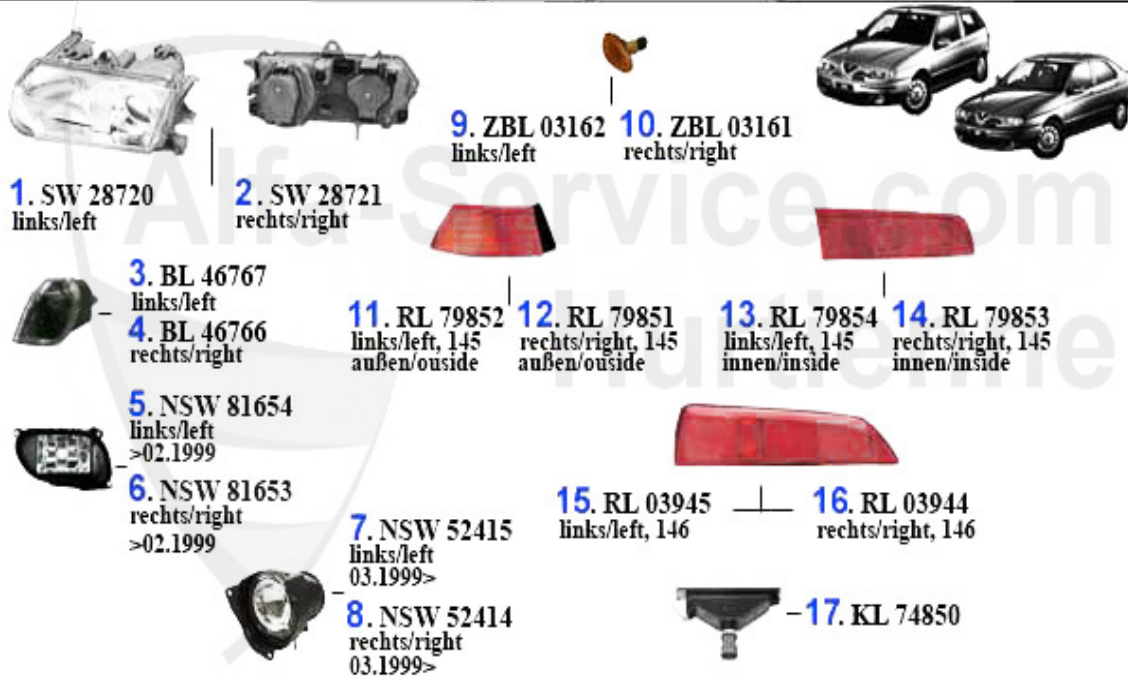 1. SW 28720
links/left
2. SW 28721
rechts/right
9. ZBL 03162
links/left
10. ZBL 03161
rechts/right
Alfa-Service.com
Hurtienne
3. BL 46767
links/left
4. BL 46766
rechts/right
11. RL 79852
links/left, 145
außen/ouside
12. RL 79851
rechts/right, 145
außen/ouside
13. RL 79854
links/left, 145
innen/inside
14. RL 79853
rechts/right, 145
innen/inside
5. NSW 81654
links/left
>02.1999
6. NSW 81653
rechts/right
>02.1999
7. NSW 52415
links/left
03.1999>
8. NSW 52414
rechts/right
03.1999>
15. RL 03945
links/left, 146
16. RL 03944
rechts/right, 146
17. KL 74850